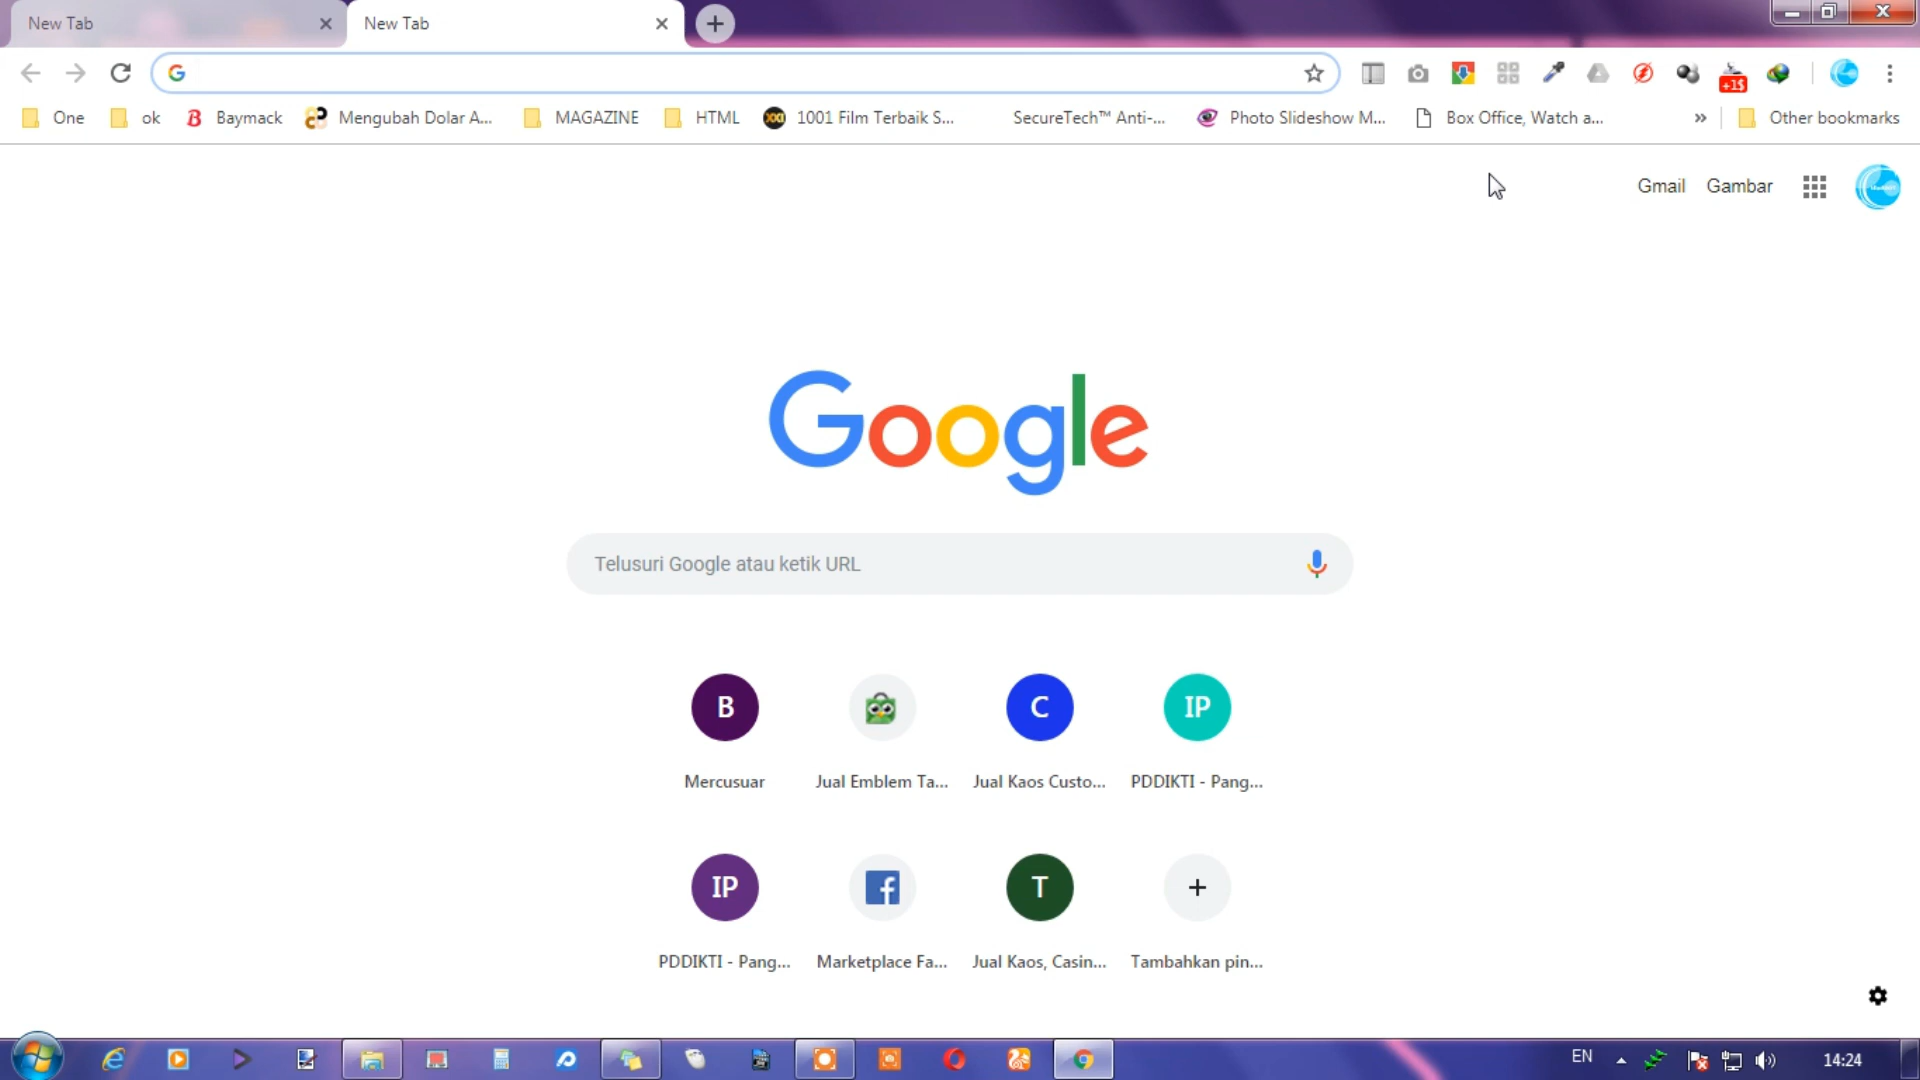 New Tab
New Tab
One
ok
Baymack
Mengubah Dolar A...
MAGAZINE
HTML
1001 Film Terbaik S...
SecureTech™ Anti-...
Photo Slideshow M...
Box Office, Watch a...
»
Other bookmarks
+1$
Gmail
Gambar
Google
Telusuri Google atau ketik URL
B
C
IP
Mercusuar
Jual Emblem Ta...
Jual Kaos Custo...
PDDIKTI - Pang...
IP
T
PDDIKTI - Pang...
Marketplace Fa...
Jual Kaos, Casin...
Tambahkan pin...
EN
14:24